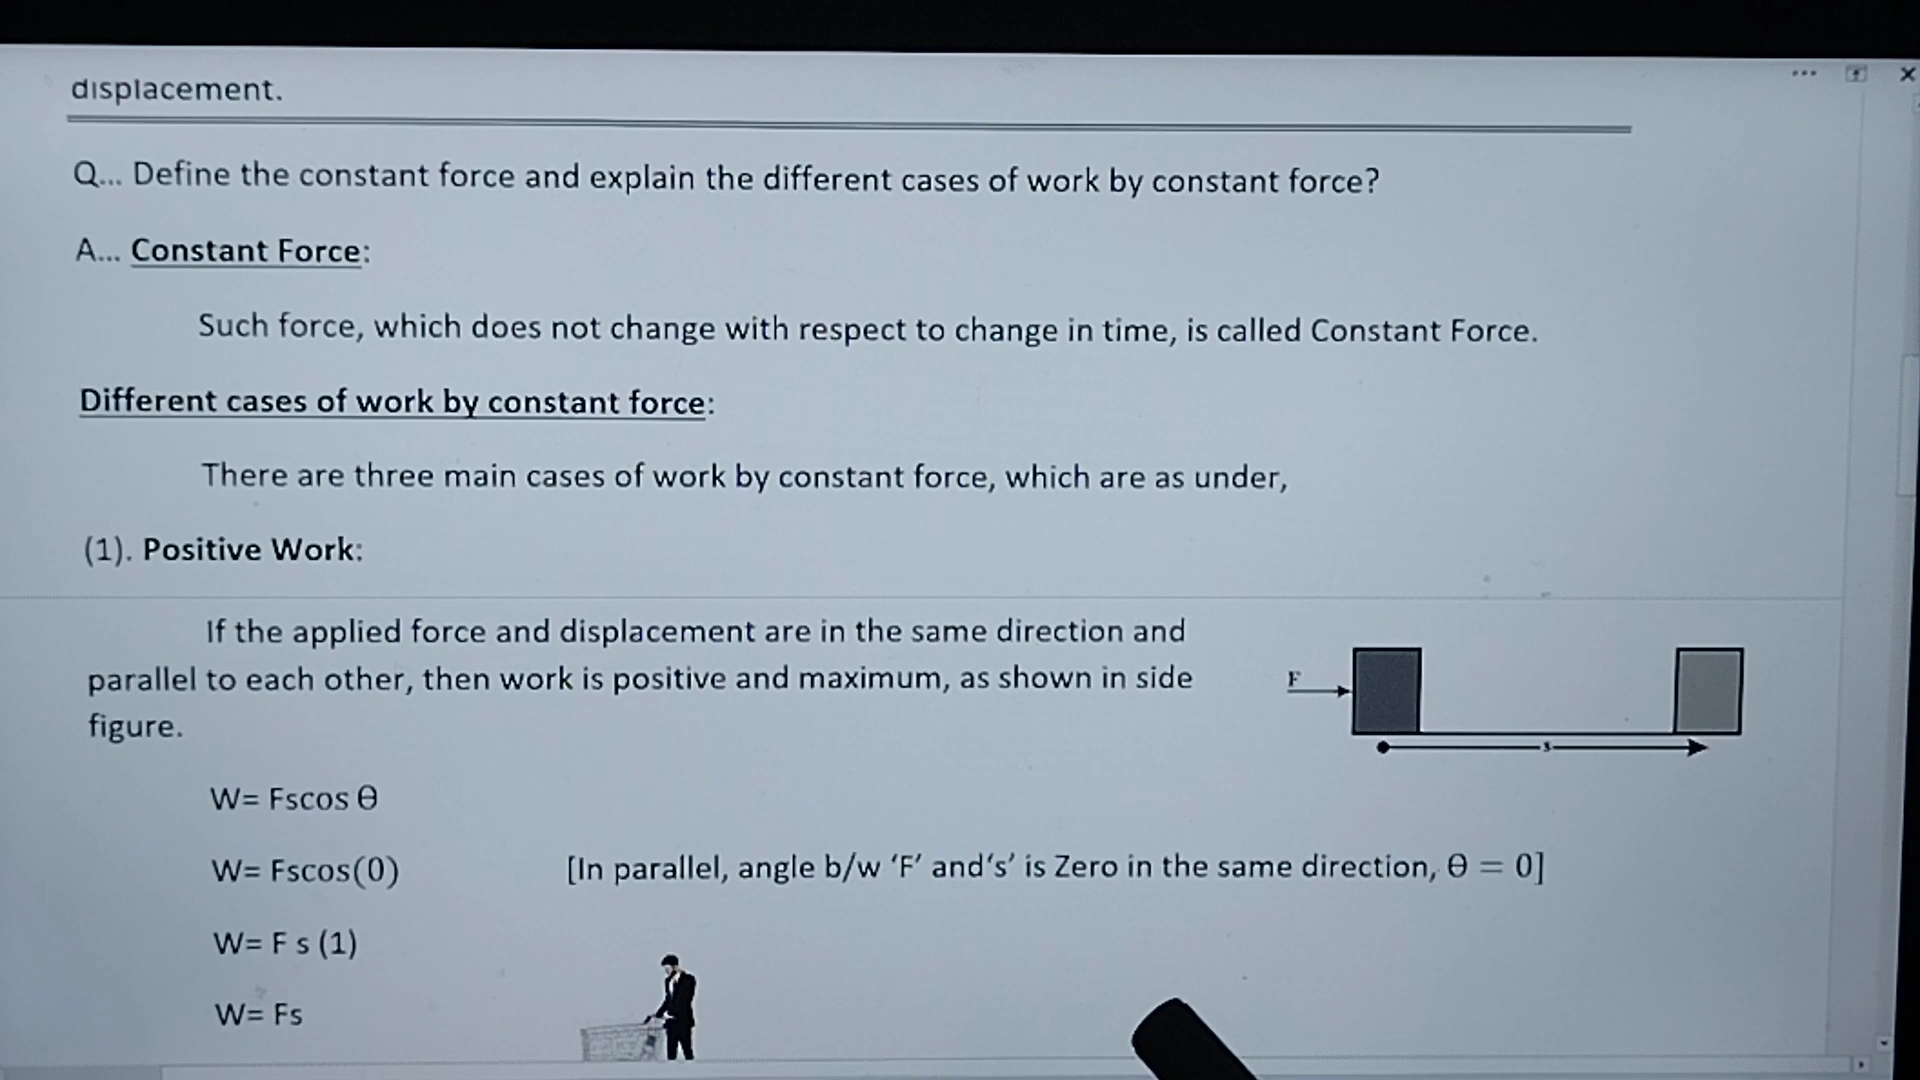 displacement.
Q... Define the constant force and explain the different cases of work by constant force?
A... Constant Force:
Such force, which does not change with respect to change in time, is called Constant Force.
Different cases of work by constant force:
There are three main cases of work by constant force, which are as under,
(1). Positive Work:
If the applied force and displacement are in the same direction and
parallel to each other, then work is positive and maximum, as shown in side
figure.
F
s
W= Fscos θ
W= Fscos(0) [In parallel, angle b/w ‘F’ and‘s’ is Zero in the same direction, θ = 0]
W= F s (1)
W= Fs